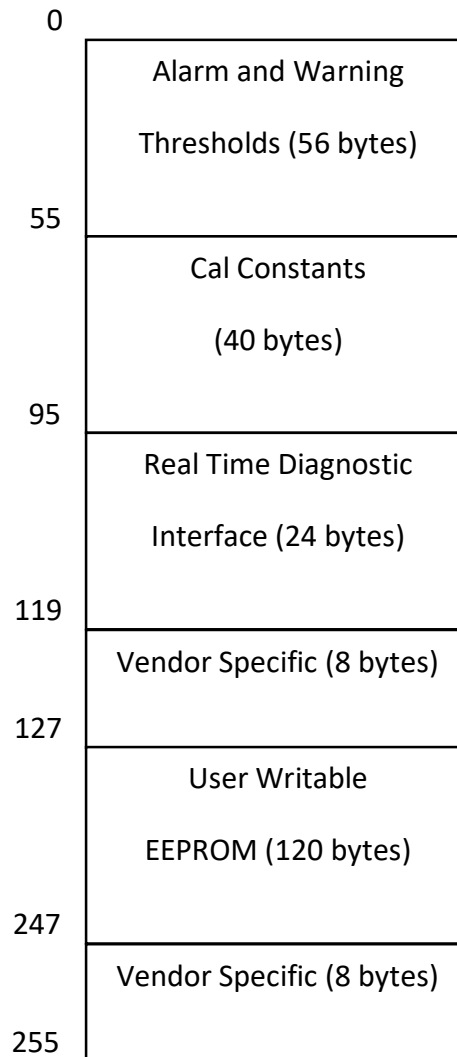 0
Alarm and Warning
Thresholds (56 bytes)
55
Cal Constants
(40 bytes)
95
Real Time Diagnostic
Interface (24 bytes)
119
Vendor Specific (8 bytes)
127
User Writable
EEPROM (120 bytes)
247
Vendor Specific (8 bytes)
255